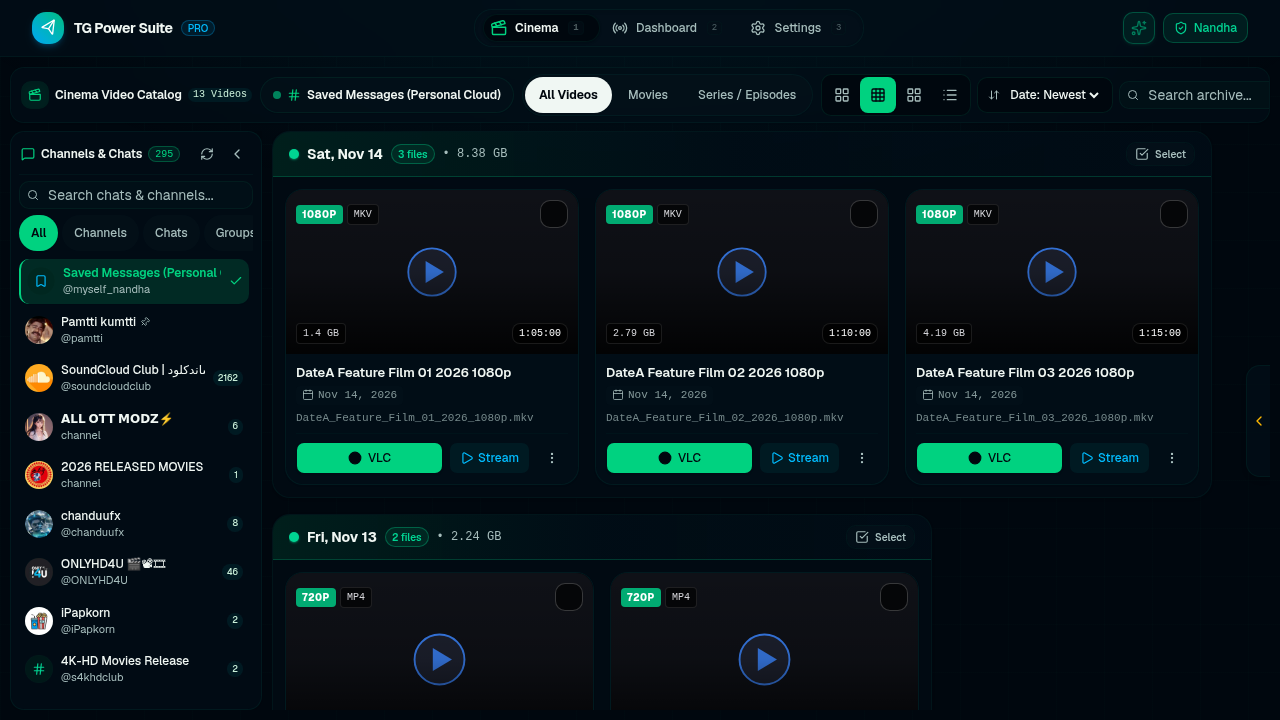 TG Power Suite PRO
Cinema 1
Dashboard 2
Settings 3
Nandha
Cinema Video Catalog 13 Videos
# Saved Messages (Personal Cloud)
All Videos
Movies
Series / Episodes
Date: Newest
Search archive...
Channels & Chats 295
Search chats & channels...
All
Channels
Chats
Groups
Saved Messages (Personal
@myself_nandha
Pamtti kumtti
@pamtti
SoundCloud Club |
@soundcloudclub
2162
ALL OTT MODZ⚡
channel
6
2026 RELEASED MOVIES
channel
1
chanduufx
@chanduufx
8
ONLYHD4U 🎬📽🎞
@ONLYHD4U
46
iPapkorn
@iPapkorn
2
# 4K-HD Movies Release
@s4khdclub
2
Sat, Nov 14 3 files • 8.38 GB
Select
1080P MKV
1.4 GB 1:05:00
DateA Feature Film 01 2026 1080p
Nov 14, 2026
DateA_Feature_Film_01_2026_1080p.mkv
VLC Stream
1080P MKV
2.79 GB 1:10:00
DateA Feature Film 02 2026 1080p
Nov 14, 2026
DateA_Feature_Film_02_2026_1080p.mkv
VLC Stream
1080P MKV
4.19 GB 1:15:00
DateA Feature Film 03 2026 1080p
Nov 14, 2026
DateA_Feature_Film_03_2026_1080p.mkv
VLC Stream
Fri, Nov 13 2 files • 2.24 GB
Select
720P MP4
720P MP4